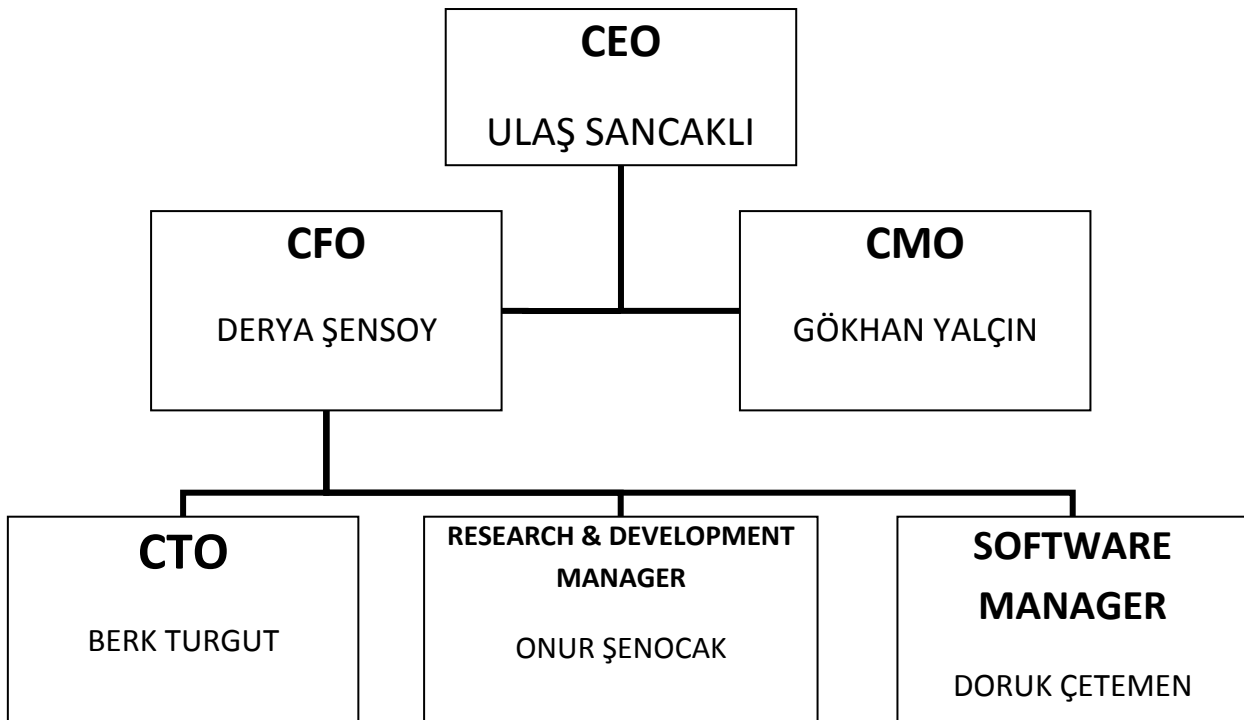 CEO
ULAŞ SANCAKLI
CFO
DERYA ŞENSOY
CMO
GÖKHAN YALÇIN
CTO
BERK TURGUT
RESEARCH & DEVELOPMENT
MANAGER
ONUR ŞENOCAK
SOFTWARE
MANAGER
DORUK ÇETEMEN